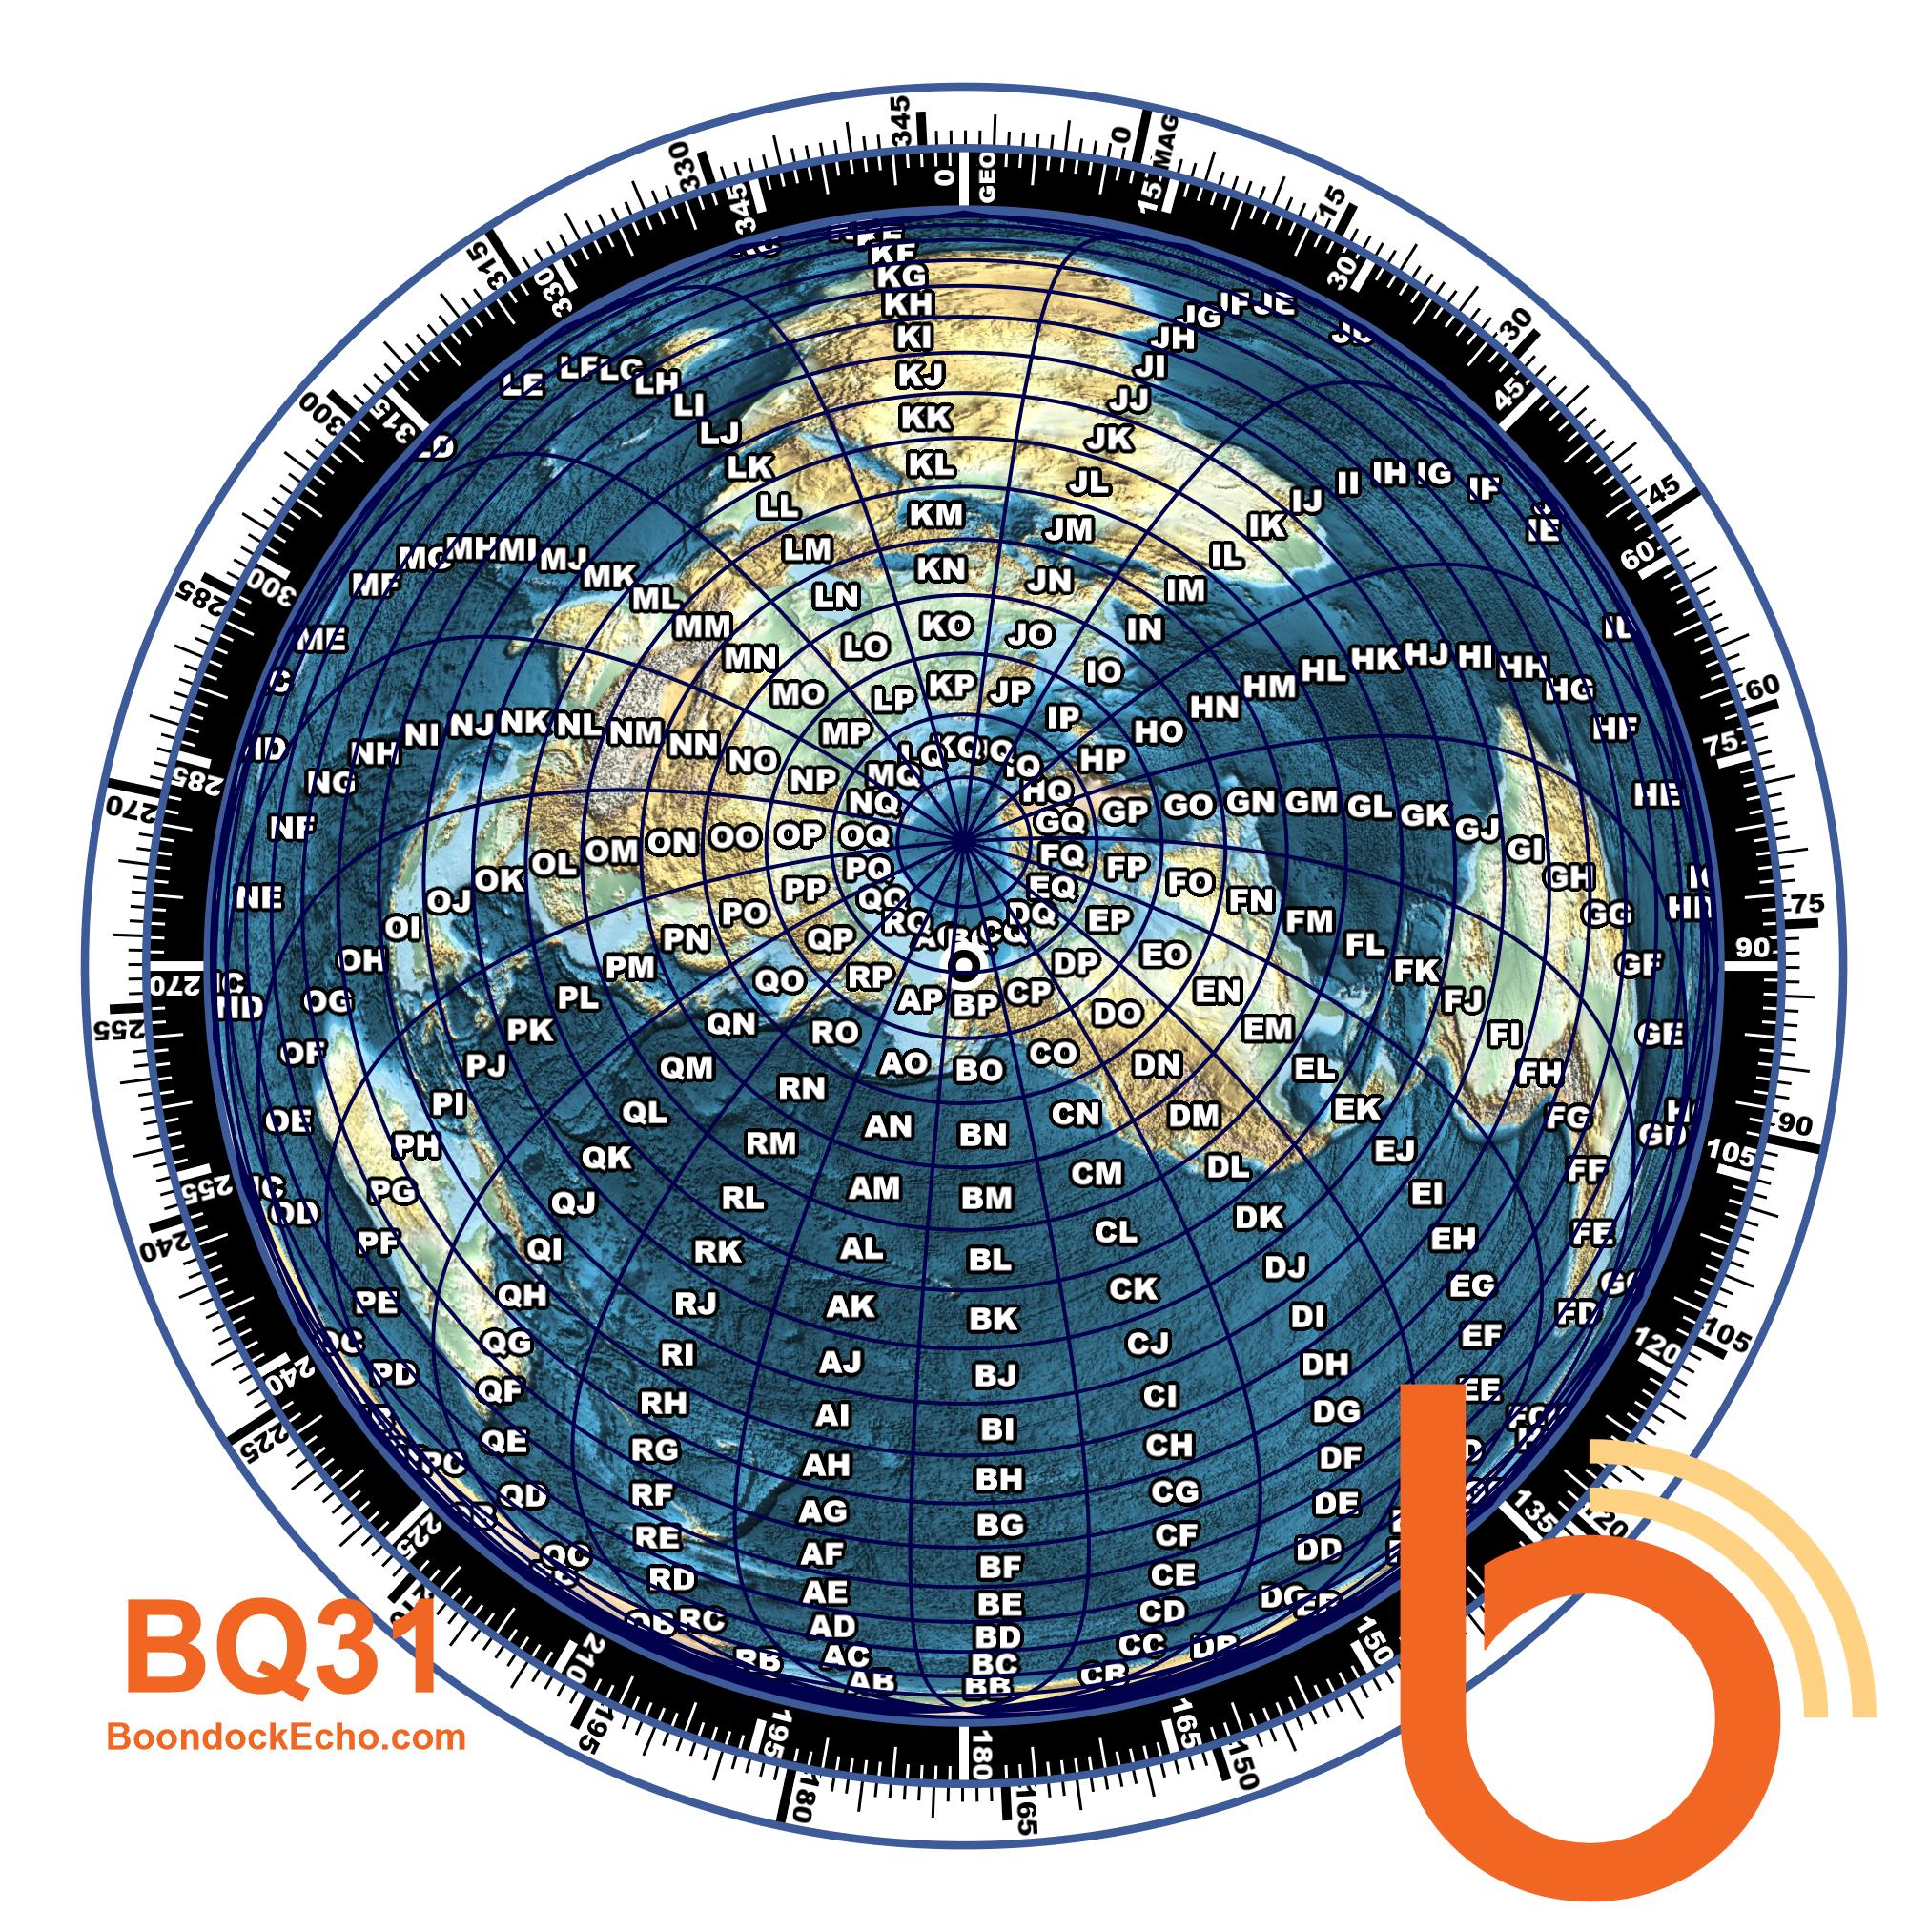 345
0
MAG
330
0
GEO
15
345
15
315
330
30
KE
KF
KG
KH
KI
KJ
KK
KL
KM
KN
KO
KP
KQ
JE
JG
JH
JI
JJ
JK
JL
JM
JN
JO
JP
30
300
315
45
LE
LF
LH
LI
LJ
LK
LL
LM
LN
LO
LP
45
285
300
60
II
IH
IG
IF
IE
IJ
IK
IL
IM
IN
IO
IP
MF
MH
MI
MJ
MK
ML
MM
MN
MO
MP
MQ
ME
60
270
285
75
HN
HM
HL
HK
HJ
HI
HH
HG
HF
HE
HO
HP
HQ
NF
NG
NH
NI
NJ
NK
NL
NM
NN
NO
NP
NQ
NE
GQ
GP
GO
GN
GM
GL
GK
GJ
GI
GH
GG
GF
GE
GD
75
255
270
90
OH
OI
OJ
OK
OL
OM
ON
OO
OP
OQ
OG
OF
OE
OD
FQ
FP
FO
FN
FM
FL
FK
FJ
FI
FH
FG
FF
FE
FD
90
240
255
105
PQ
PP
PO
PN
PM
PL
PK
PJ
PI
PH
PG
PF
PE
PD
PC
EQ
EP
EO
EN
EM
EL
EK
EJ
EI
EH
EG
EF
EE
105
225
240
120
QQ
QP
QO
QN
QM
QL
QK
QJ
QI
QH
QG
QF
QE
QD
QC
QB
DQ
DP
DO
DN
DM
DL
DK
DJ
DI
DH
DG
DF
DE
DD
DC
DB
120
225
135
RQ
RP
RO
RN
RM
RL
RK
RJ
RI
RH
RG
RF
RE
RD
RC
RB
CQ
CP
CO
CN
CM
CL
CK
CJ
CI
CH
CG
CF
CE
CD
CC
CB
AP
AO
AN
AM
AL
AK
AJ
AI
AH
AG
AF
AE
AD
AC
AB
BP
BO
BN
BM
BL
BK
BJ
BI
BH
BG
BF
BE
BD
BC
BB
210
150
195
195
180
180
165
165
150
BQ31
BoondockEcho.com
b